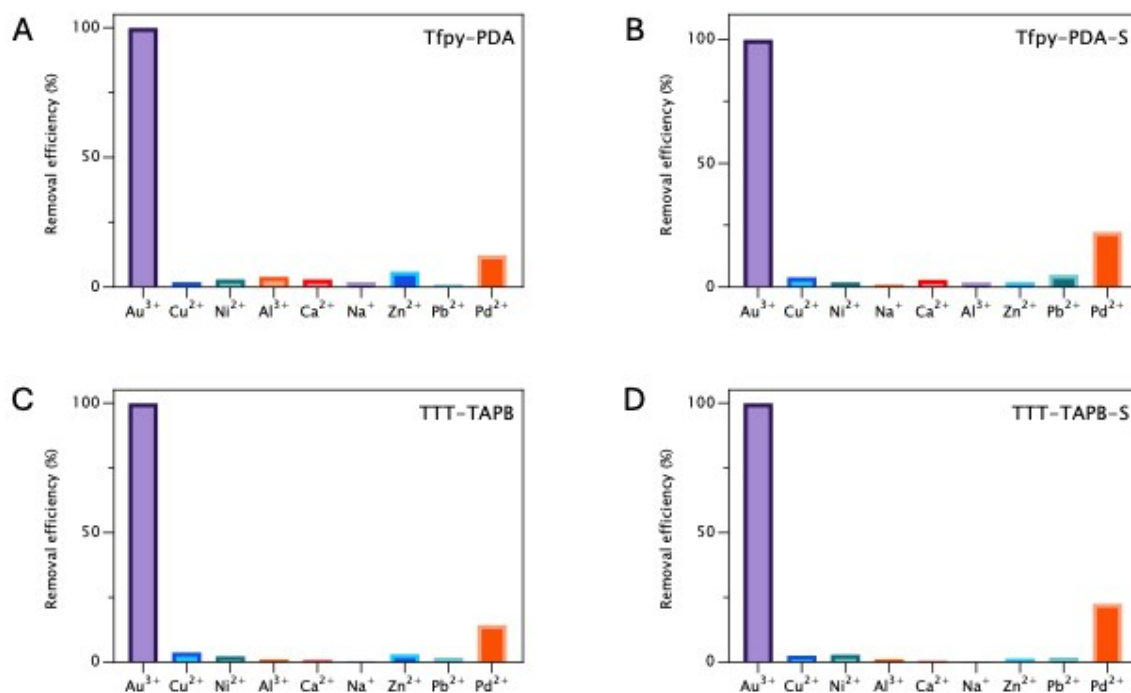 A
Tfpy-PDA
Removal efficiency (%)
100
50
0
Au³⁺ Cu²⁺ Ni²⁺ Al³⁺ Ca²⁺ Na⁺ Zn²⁺ Pb²⁺ Pd²⁺
B
Tfpy-PDA-S
Removal efficiency (%)
100
50
0
Au³⁺ Cu²⁺ Ni²⁺ Na⁺ Ca²⁺ Al³⁺ Zn²⁺ Pb²⁺ Pd²⁺
C
TTT-TAPB
Removal efficiency (%)
100
50
0
Au³⁺ Cu²⁺ Ni²⁺ Al³⁺ Ca²⁺ Na⁺ Zn²⁺ Pb²⁺ Pd²⁺
D
TTT-TAPB-S
Removal efficiency (%)
100
50
0
Au³⁺ Cu²⁺ Ni²⁺ Al³⁺ Ca²⁺ Na⁺ Zn²⁺ Pb²⁺ Pd²⁺